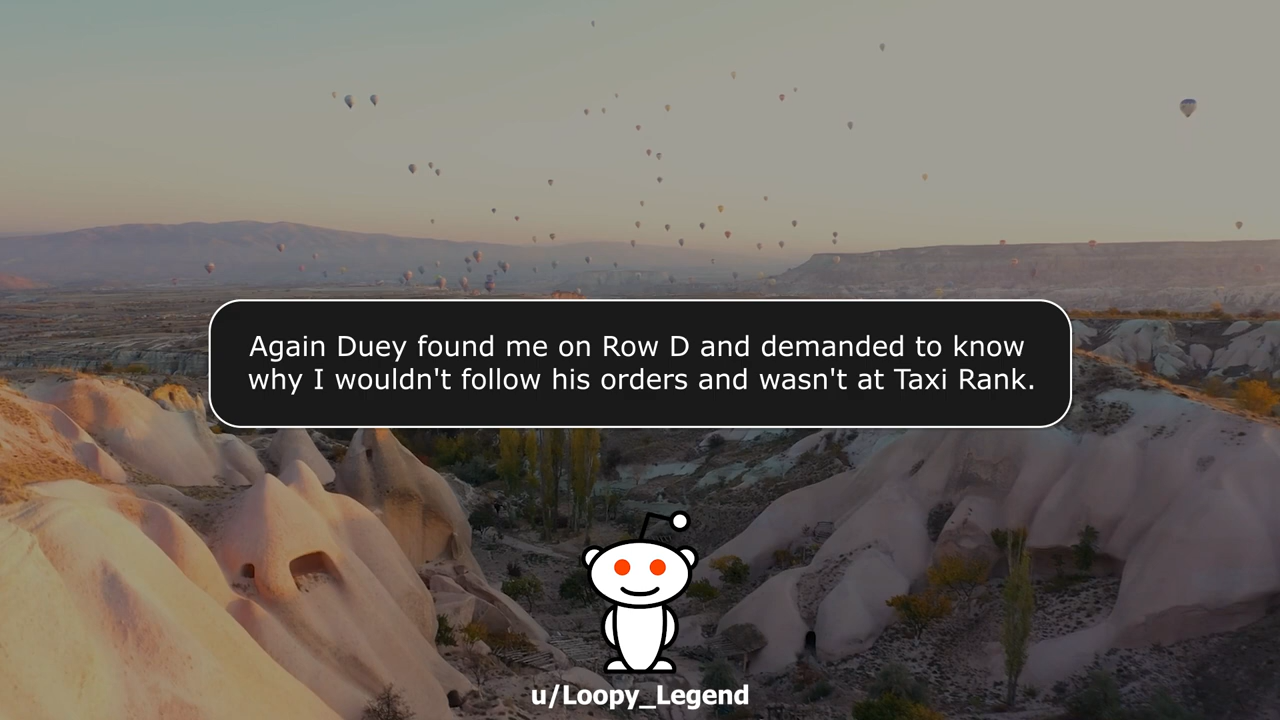 Again Duey found me on Row D and demanded to know
why I wouldn't follow his orders and wasn't at Taxi Rank.
u/Loopy_Legend